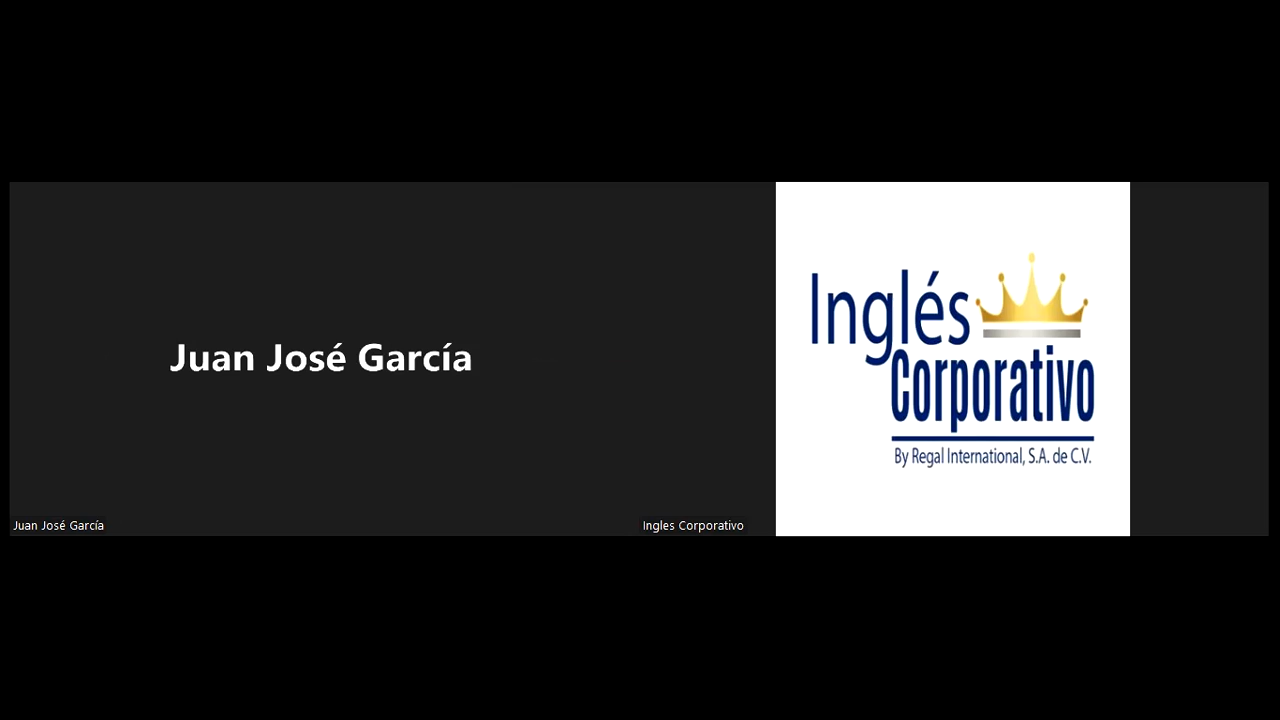 Juan José García
Juan José García
Ingles Corporativo
Inglés
Corporativo
By Regal International, S.A. de C.V.